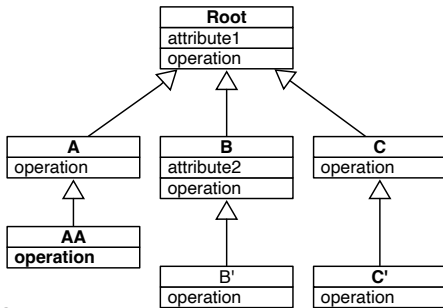 Root
attribute1
operation
A
operation
B
attribute2
operation
C
operation
AA
operation
B'
operation
C'
operation